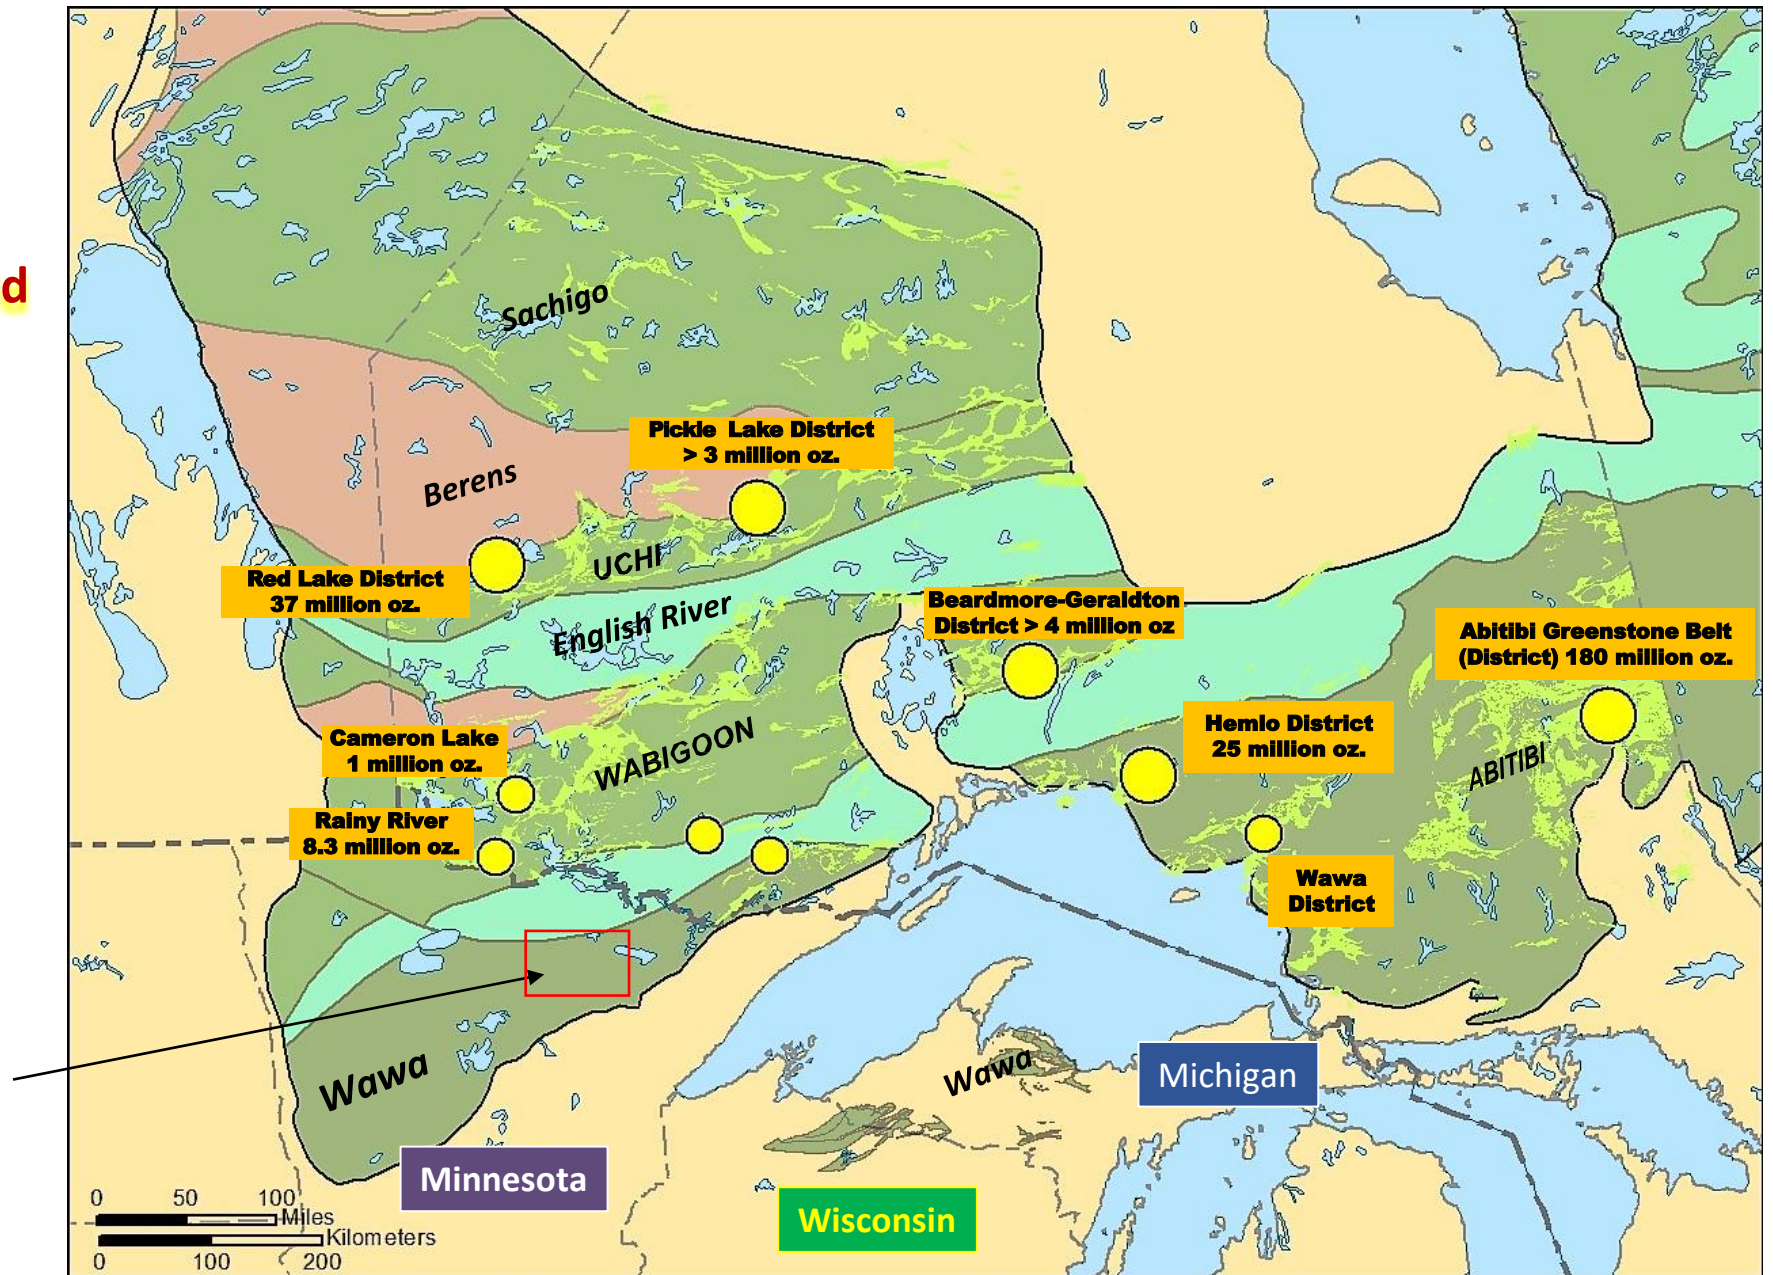 d
Sachigo
Pickle Lake District
> 3 million oz.
Berens
UCHI
Red Lake District
37 million oz.
English River
Beardmore-Geraldton
District > 4 million oz
Abitibi Greenstone Belt
(District) 180 million oz.
Cameron Lake
1 million oz.
WABIGOON
Hemlo District
25 million oz.
ABITIBI
Rainy River
8.3 million oz.
Wawa
District
Wawa
Wawa
Michigan
Minnesota
Wisconsin
0 50 100
Miles
Kilometers
0 100 200